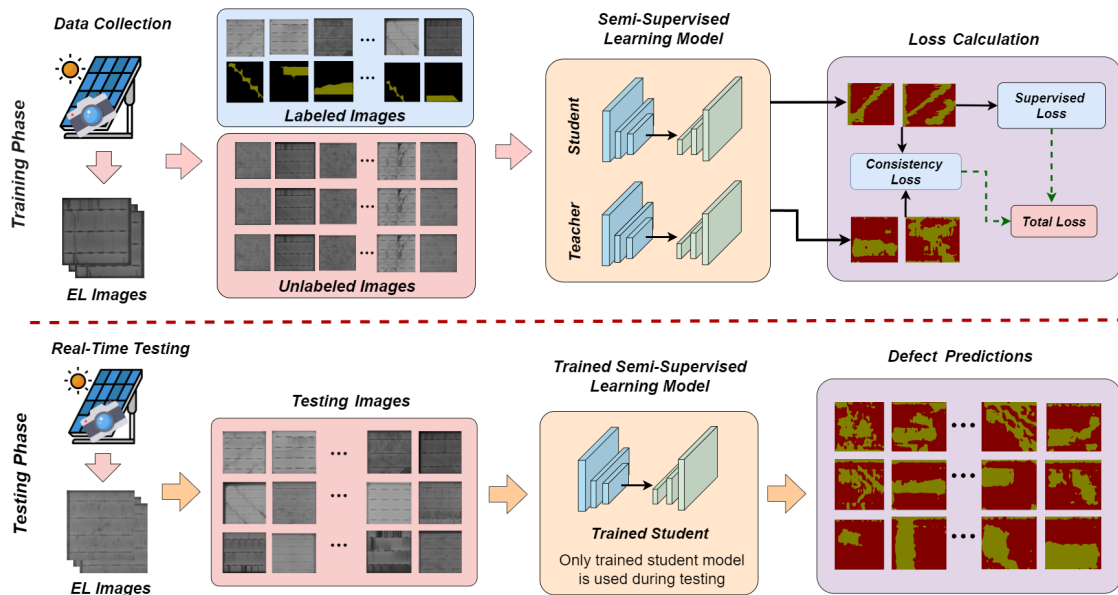 Training Phase
Data Collection
EL Images
Labeled Images
Unlabeled Images
Semi-Supervised
Learning Model
Student
Teacher
Loss Calculation
Supervised
Loss
Consistency
Loss
Total Loss
Testing Phase
Real-Time Testing
EL Images
Testing Images
Trained Semi-Supervised
Learning Model
Trained Student
Only trained student model
is used during testing
Defect Predictions